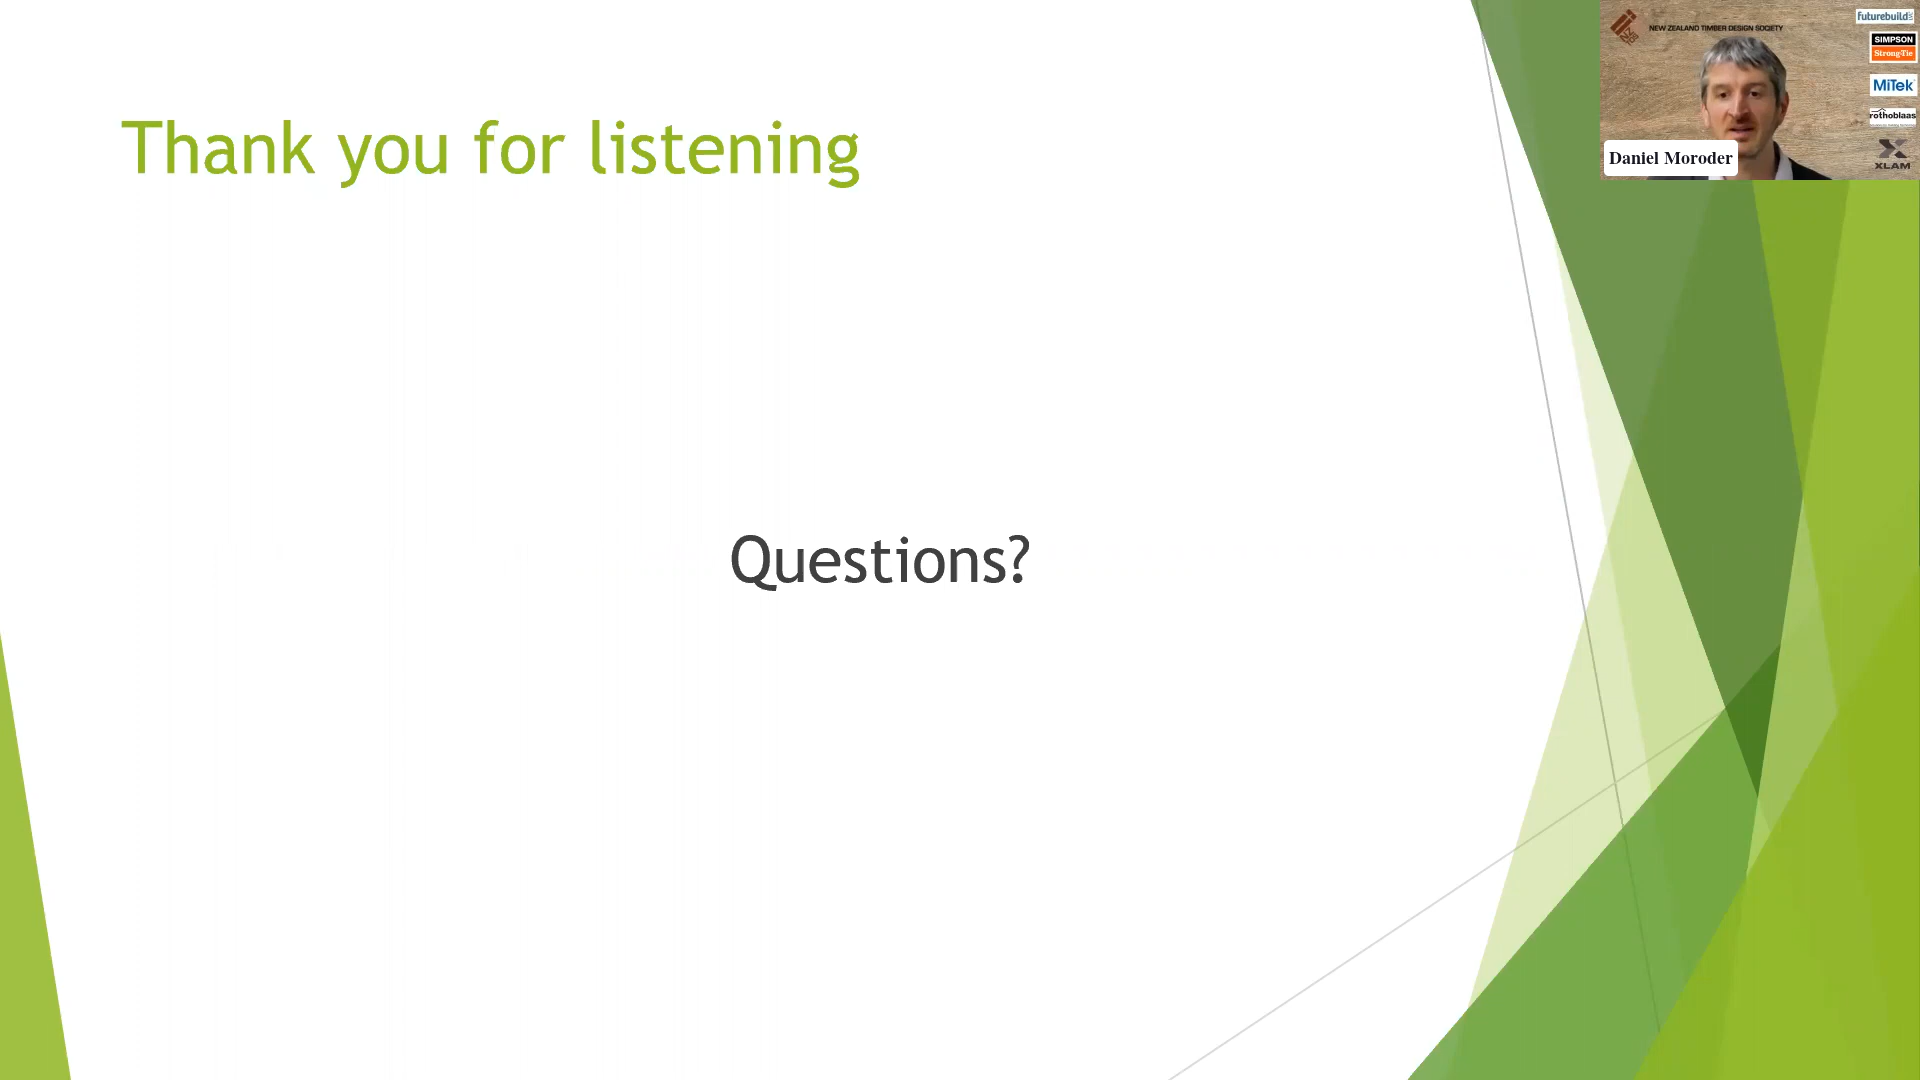 Thank you for listening
Questions?
NEW ZEALAND TIMBER DESIGN SOCIETY
Daniel Moroder
futurebuild
SIMPSON
Strong-Tie
MiTek
rothoblaas
XLAM